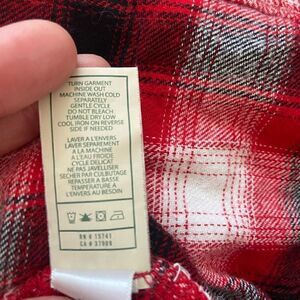 TURN GARMENT
INSIDE OUT
MACHINE WASH COLD
SEPARATELY
GENTLE CYCLE
DO NOT BLEACH
TUMBLE DRY LOW
COOL IRON ON REVERSE
SIDE IF NEEDED
LAVER A L'ENVERS
LAVER SEPAREMENT
A LA MACHINE
A L'EAU FROIDE
CYCLE DELICAT
NE PAS JAVELLISER
SECHER PAR CULBUTAGE
REPASSER A BASSE
TEMPERATURE A
L'ENVERS AU BESOIN
RN # 15741
CA # 37989